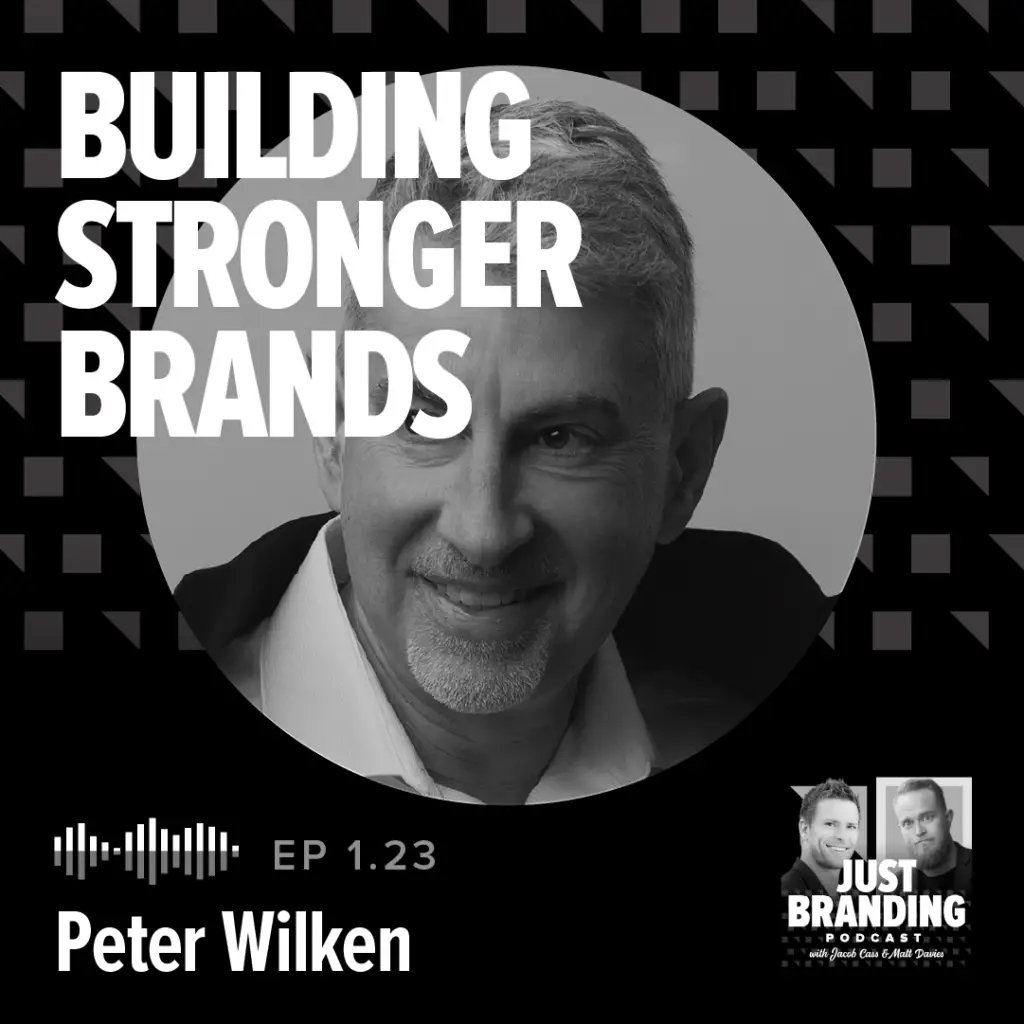 BUILDING
STRONGER
BRANDS
EP 1.23
Peter Wilken
JUST
BRANDING
PODCAST
with Jacob Cass & Matt Davies